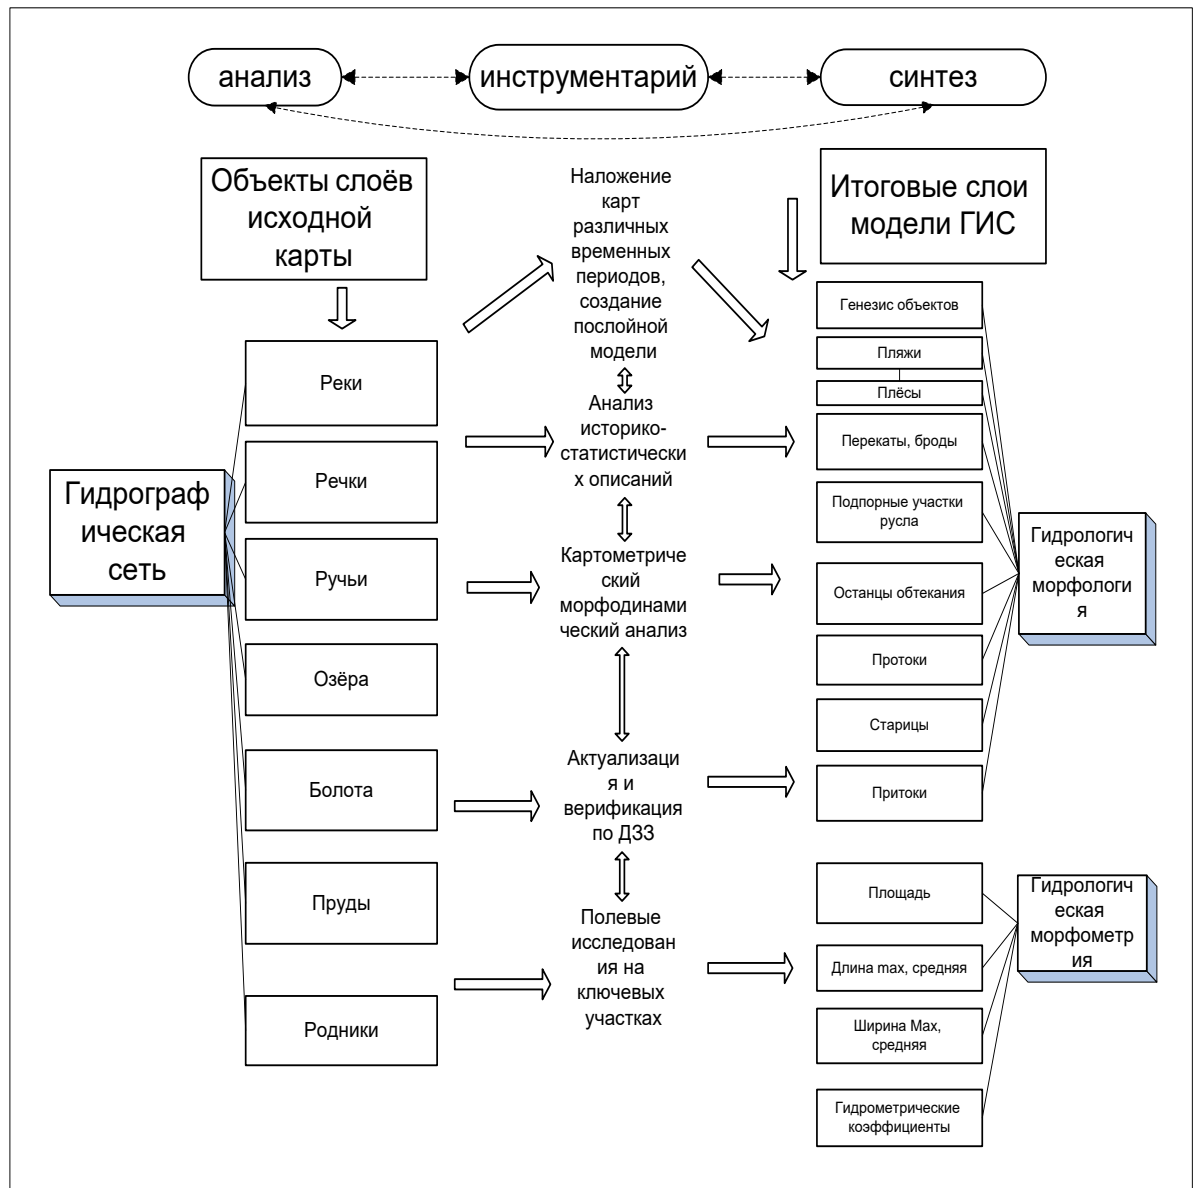 анализ
инструментарий
синтез
Объекты слоёв
исходной
карты
Наложение
карт
различных
временных
периодов,
создание
послойной
модели
Итоговые слои
модели ГИС
Гидрограф
ическая
сеть
Реки
Речки
Ручьи
Озёра
Болота
Пруды
Родники
Анализ
историко-
статистически
х описаний
Картометриче
ский
морфодинами
ческий анализ
Актуализаци
я и
верификация
по ДЗЗ
Полевые
исследован
ия на
ключевых
участках
Генезис объектов
Пляжи
Плёсы
Перекаты, броды
Подпорные участки
русла
Останцы обтекания
Протоки
Старицы
Притоки
Гидрологич
еская
морфологи
я
Площадь
Длина max, средняя
Ширина Max,
средняя
Гидрометрические
коэффициенты
Гидрологич
еская
морфометр
ия